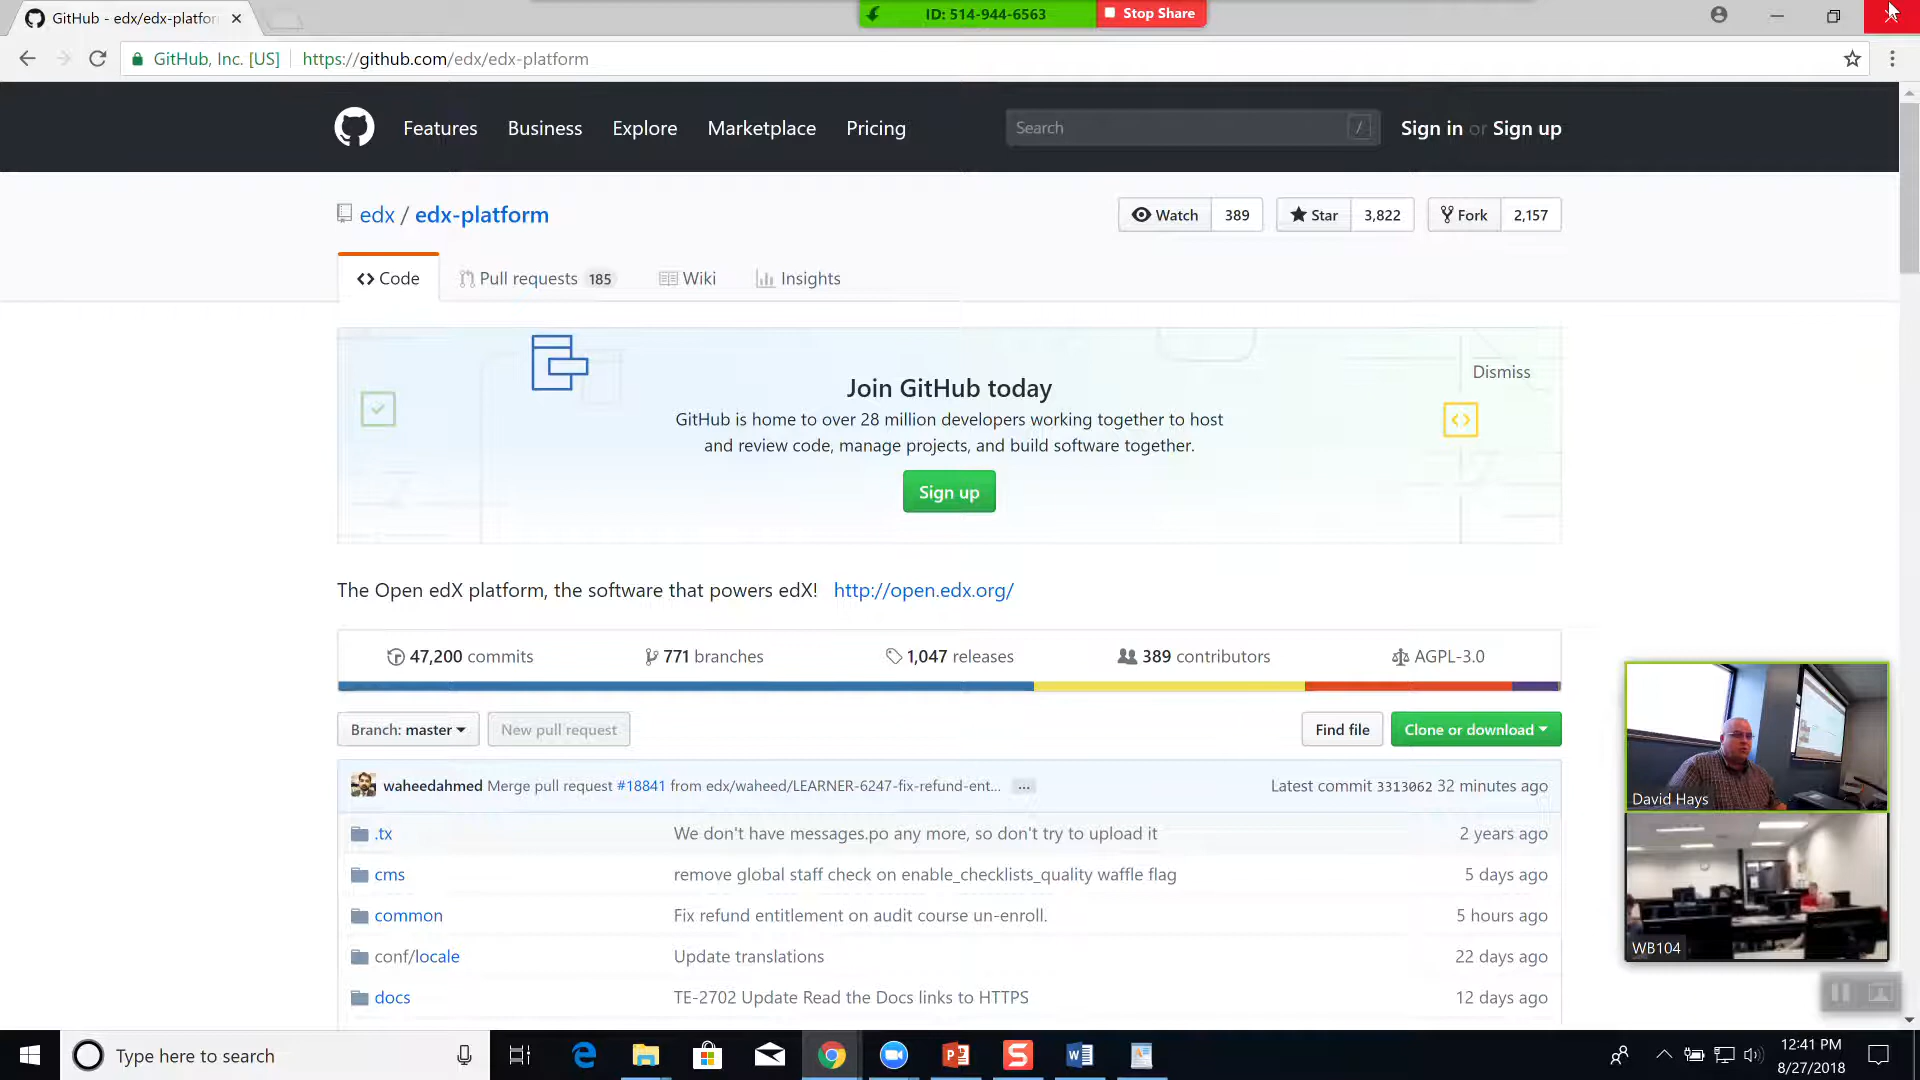 GitHub - edx/edx-platfor
ID: 514-944-6563
Stop Share
GitHub, Inc. [US]
https://github.com/edx/edx-platform
Features Business Explore Marketplace Pricing
Search /
Sign in or Sign up
edx / edx-platform
Watch 389 Star 3,822 Fork 2,157
Code Pull requests 185 Wiki Insights
Join GitHub today
Dismiss
GitHub is home to over 28 million developers working together to host
and review code, manage projects, and build software together.
Sign up
The Open edX platform, the software that powers edX! http://open.edx.org/
47,200 commits 771 branches 1,047 releases 389 contributors AGPL-3.0
Branch: master New pull request Find file Clone or download
waheedahmed Merge pull request #18841 from edx/waheed/LEARNER-6247-fix-refund-ent... ... Latest commit 3313062 32 minutes ago
.tx We don't have messages.po any more, so don't try to upload it 2 years ago
cms remove global staff check on enable_checklists_quality waffle flag 5 days ago
common Fix refund entitlement on audit course un-enroll. 5 hours ago
conf/locale Update translations 22 days ago
docs TE-2702 Update Read the Docs links to HTTPS 12 days ago
David Hays
WB104
Type here to search
12:41 PM
8/27/2018